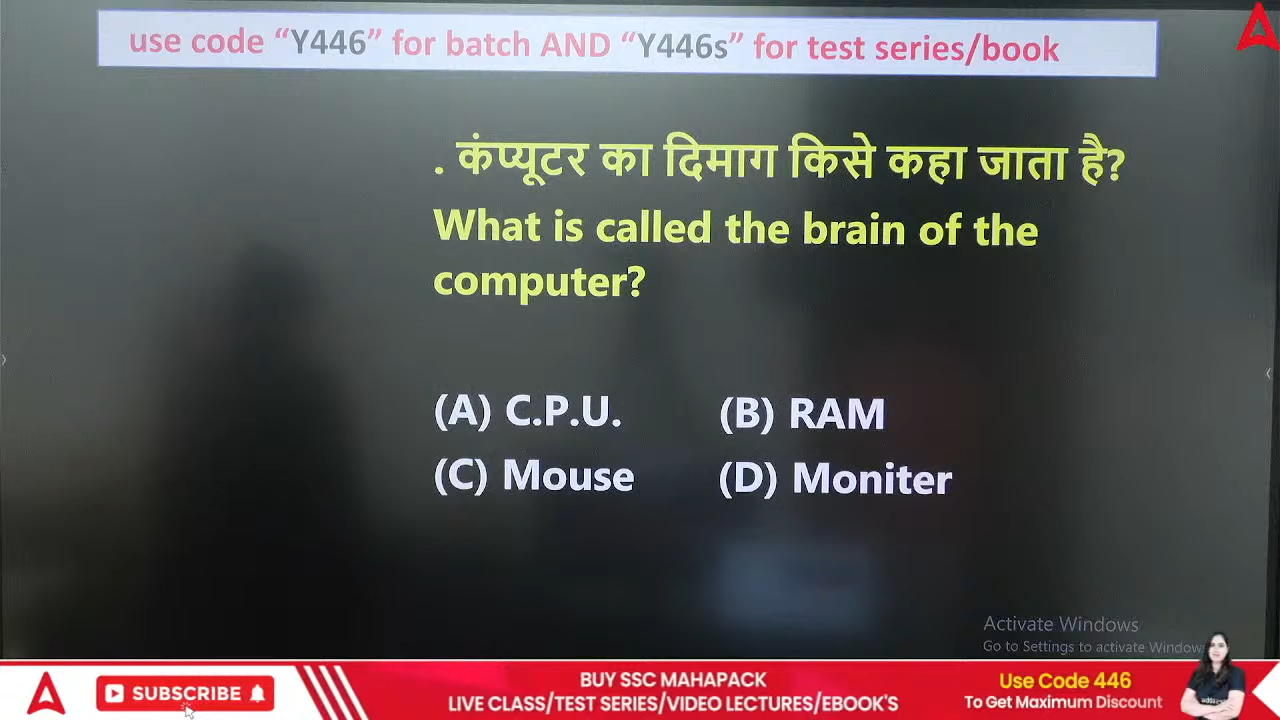 use code “Y446” for batch AND “Y446s” for test series/book
. कंप्यूटर का दिमाग किसे कहा जाता है?
What is called the brain of the
computer?
(A) C.P.U. (B) RAM
(C) Mouse (D) Moniter
Activate Windows
Go to Settings to activate Windows
SUBSCRIBE
BUY SSC MAHAPACK
LIVE CLASS/TEST SERIES/VIDEO LECTURES/EBOOK'S
Use Code 446
To Get Maximum Discount